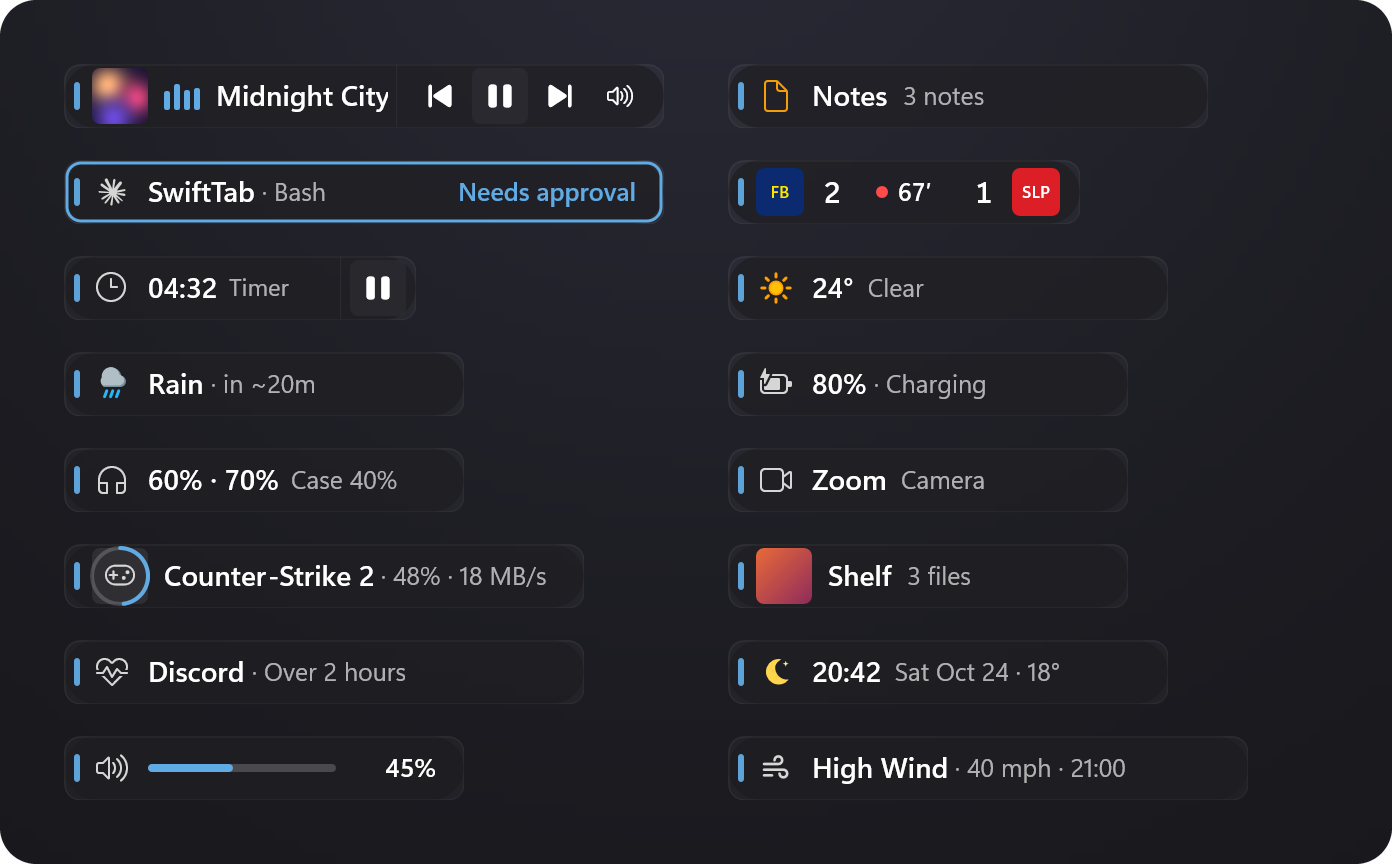 Midnight City
Notes 3 notes
SwiftTab · Bash Needs approval
FB 2 67′ 1 SLP
04:32 Timer
24° Clear
Rain · in ~20m
80% · Charging
60% · 70% Case 40%
Zoom Camera
Counter-Strike 2 · 48% · 18 MB/s
Shelf 3 files
Discord · Over 2 hours
20:42 Sat Oct 24 · 18°
45%
High Wind · 40 mph · 21:00